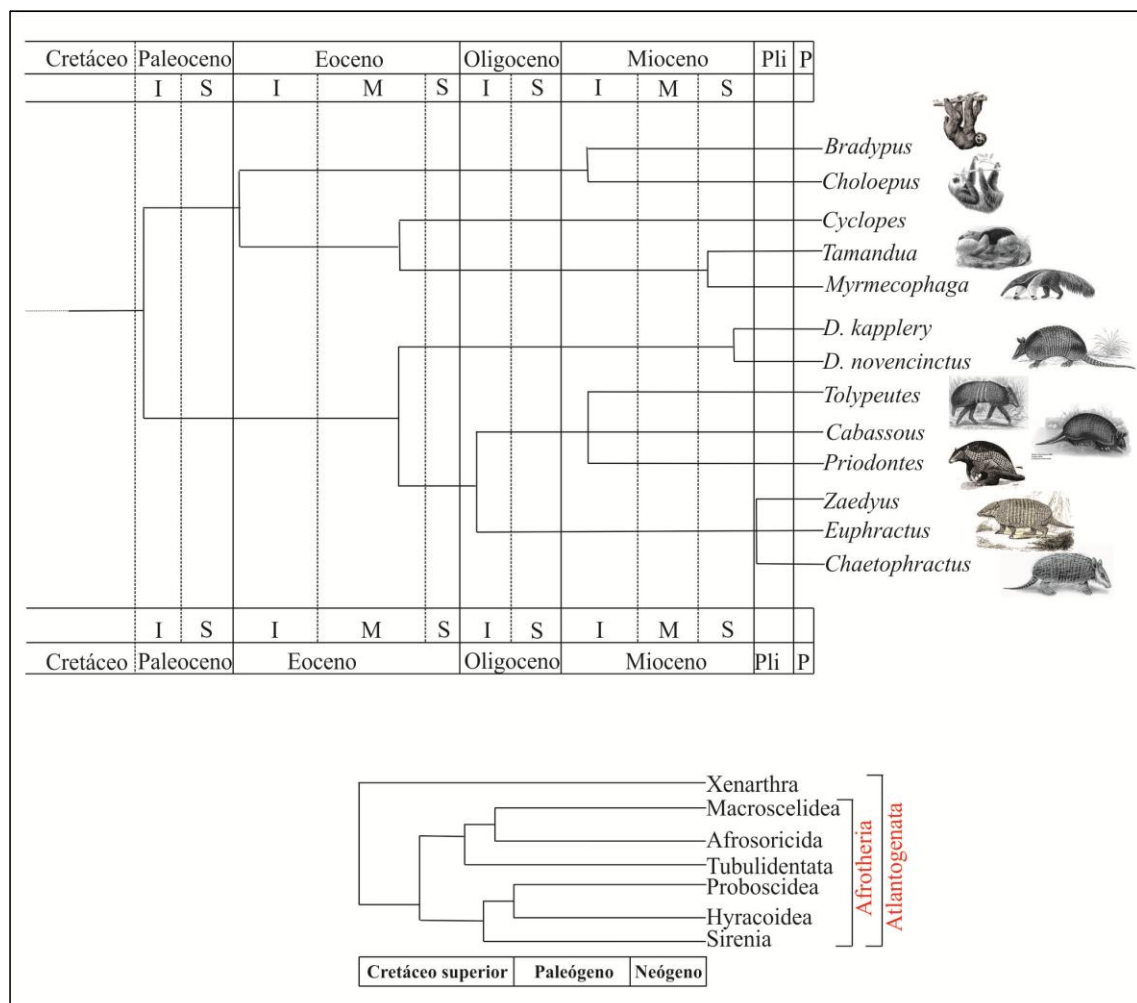 Cretáceo Paleoceno Eoceno Oligoceno Mioceno Pli P
I S I M S I S I M S
Bradypus
Choloepus
Cyclopes
Tamandua
Myrmecophaga
D. kapplery
D. novencinctus
Tolypeutes
Cabassous
Priodontes
Zaedyus
Euphractus
Chaetophractus
I S I M S I S I M S
Cretáceo Paleoceno Eoceno Oligoceno Mioceno Pli P
Xenarthra
Macroscelidea
Afrosoricida
Tubulidentata
Proboscidea
Hyracoidea
Sirenia
Afrotheria
Atlantogenata
Cretáceo superior Paleógeno Neógeno